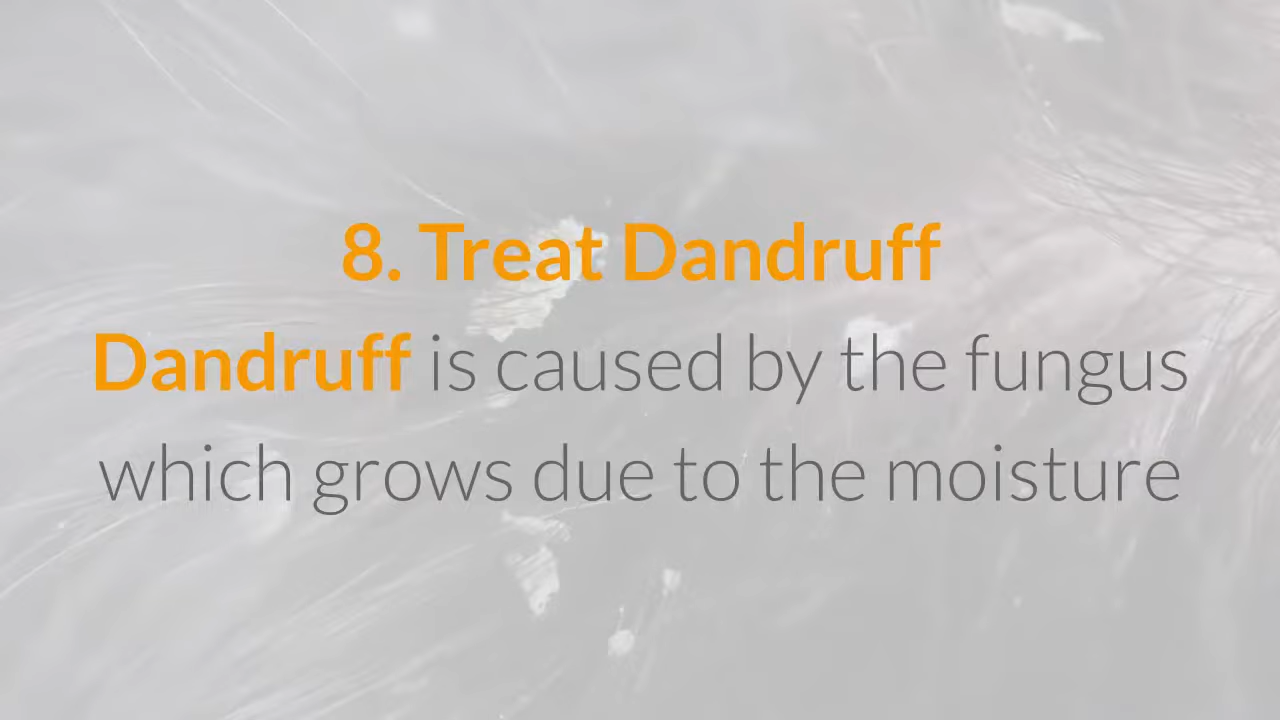 8. Treat Dandruff
Dandruff is caused by the fungus
which grows due to the moisture